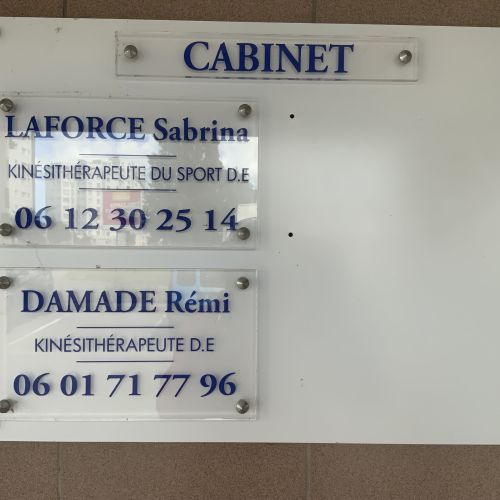 CABINET
LAFORCE Sabrina
KINÉSITHÉRAPEUTE DU SPORT D.E
06 12 30 25 14
DAMADE Rémi
KINÉSITHÉRAPEUTE D.E
06 01 71 77 96